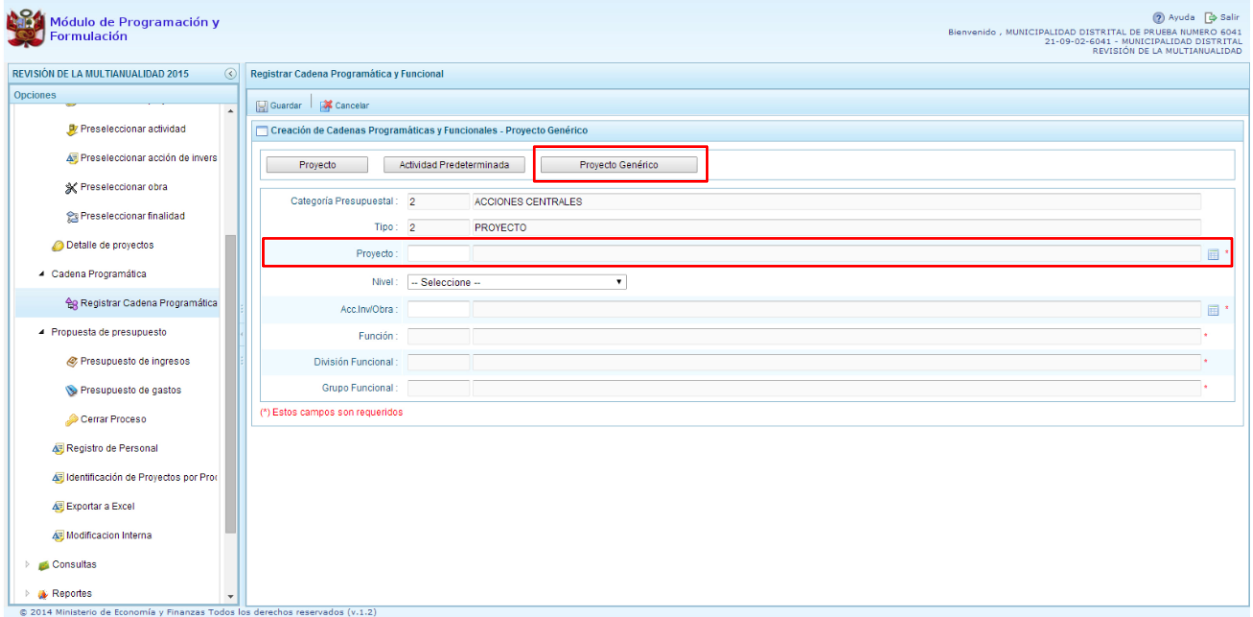 Módulo de Programación y
Formulación
Ayuda Salir
Bienvenido , MUNICIPALIDAD DISTRITAL DE PRUEBA NUMERO 6041
21-09-02-6041 - MUNICIPALIDAD DISTRITAL
REVISIÓN DE LA MULTIANUALIDAD
REVISIÓN DE LA MULTIANUALIDAD 2015
Opciones
Preseleccionar actividad
Preseleccionar acción de invers
Preseleccionar obra
Preseleccionar finalidad
Detalle de proyectos
Cadena Programática
Registrar Cadena Programática
Propuesta de presupuesto
Presupuesto de ingresos
Presupuesto de gastos
Cerrar Proceso
Registro de Personal
Identificación de Proyectos por Pro
Exportar a Excel
Modificacion Interna
Consultas
Reportes
Registrar Cadena Programàtica y Funcional
Guardar Cancelar
Creación de Cadenas Programáticas y Funcionales - Proyecto Genérico
Proyecto Actividad Predeterminada Proyecto Genérico
Categoría Presupuestal : 2 ACCIONES CENTRALES
Tipo : 2 PROYECTO
Proyecto : *
Nivel : -- Seleccione --
Acc.Inv/Obra : *
Función : *
División Funcional : *
Grupo Funcional : *
(*) Estos campos son requeridos
© 2014 Ministerio de Economía y Finanzas Todos los derechos reservados (v.1.2)